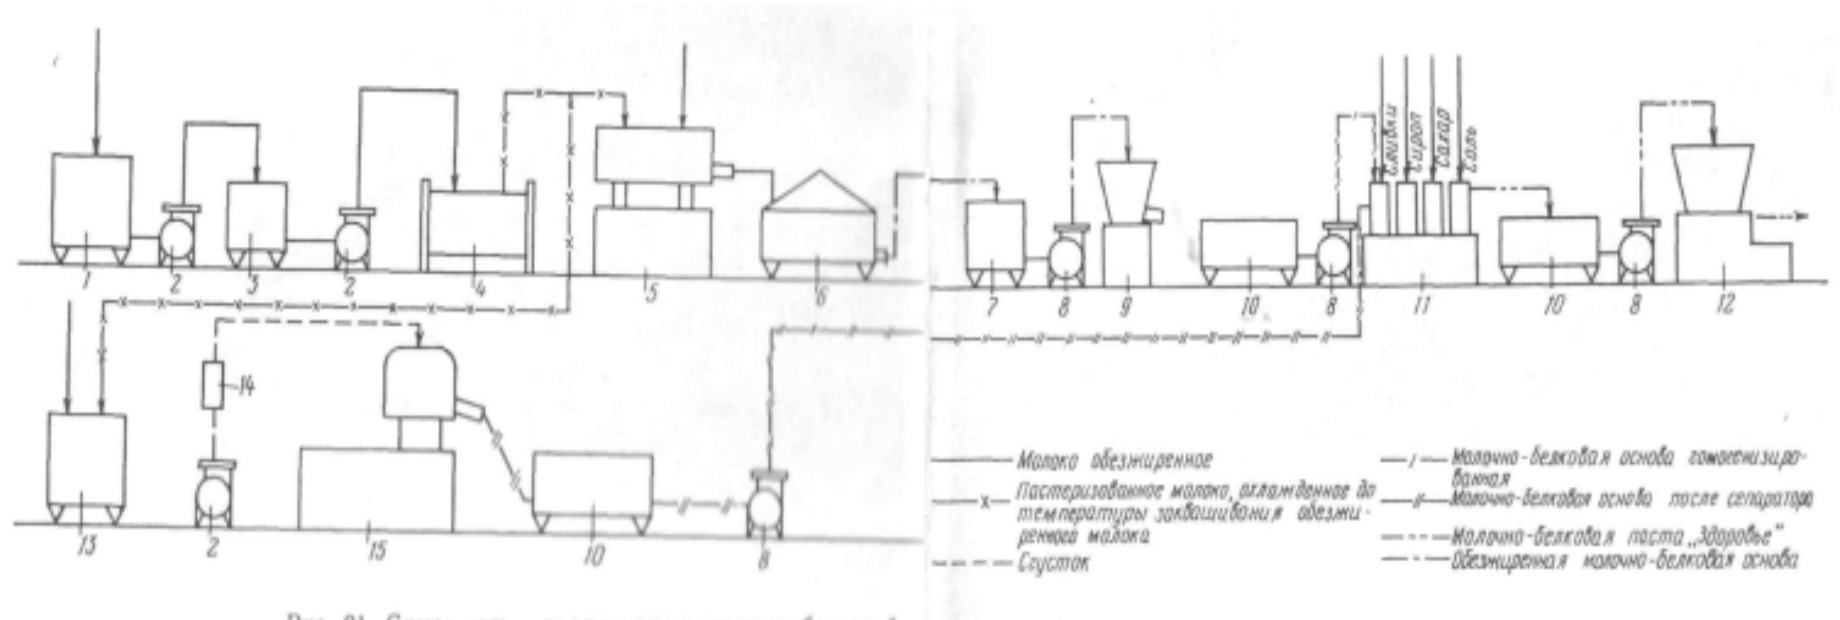 Сливки
Сироп
Сахар
Соль
1
2
3
2
4
5
6
7
8
9
10
8
11
10
8
12
14
13
2
15
10
8
Молоко обезжиренное
Пастеризованное молоко, охлажденное до
температуры заквашивания обезжи-
ренного молока
Сгусток
Молочно-белковая основа гомогенизиро-
ванная
Молочно-белковая основа после сепаратора
Молочно-белковая паста „Здоровье"
Обезжиренная молочно-белковая основа